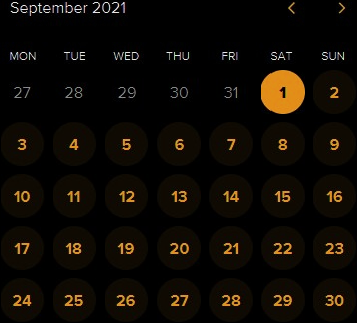 September 2021
MON TUE WED THU FRI SAT SUN
27 28 29 30 31 1 2
3 4 5 6 7 8 9
10 11 12 13 14 15 16
17 18 19 20 21 22 23
24 25 26 27 28 29 30